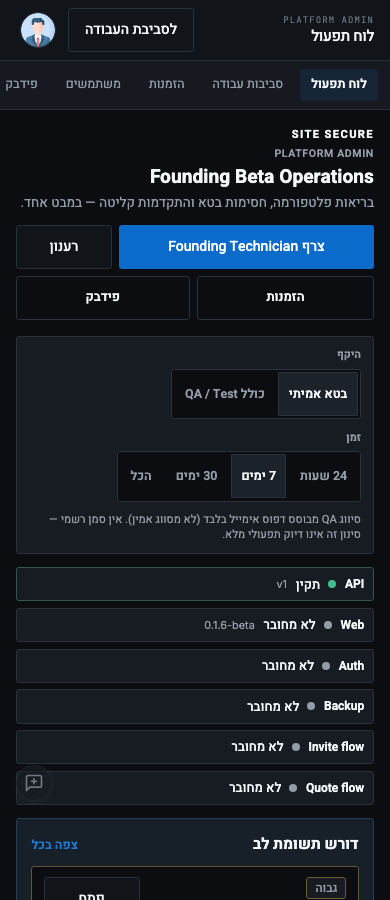 PLATFORM ADMIN
לוח תפעול
לסביבת העבודה
לוח תפעול
סביבות עבודה
הזמנות
משתמשים
פידבק
SITE SECURE
PLATFORM ADMIN
Founding Beta Operations
בריאות פלטפורמה, חסימות בטא והתקדמות קליטה — במבט אחד.
צרף Founding Technician
רענון
הזמנות
פידבק
היקף
בטא אמיתי
כולל QA / Test
זמן
24 שעות
7 ימים
30 ימים
הכל
סיווג QA מבוסס דפוס אימייל בלבד (לא מסווג אמין). אין סמן רשמי —
סינון זה אינו דיוק תפעולי מלא.
API תקין v1
Web לא מחובר 0.1.6-beta
Auth לא מחובר
Backup לא מחובר
Invite flow לא מחובר
Quote flow לא מחובר
דורש תשומת לב
צפה בכל
גבוה
פתח